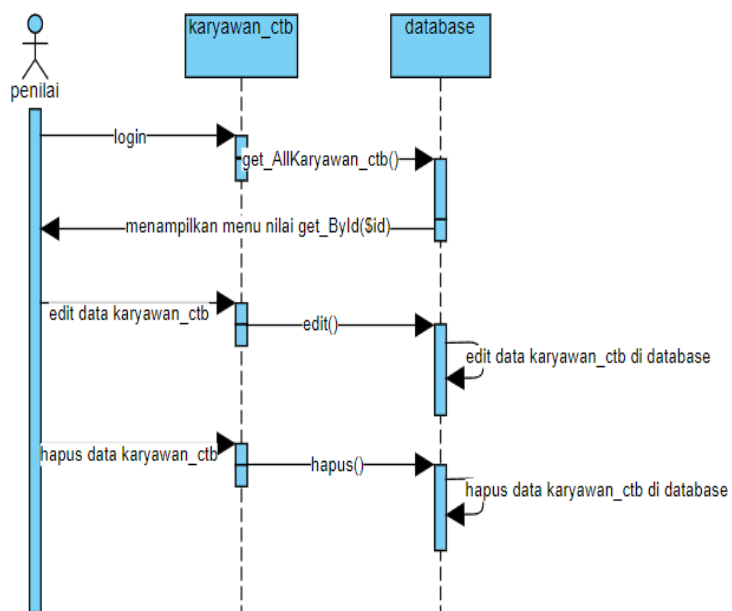 karyawan_ctb
database
penilai
login
get_AllKaryawan_ctb()
menampilkan menu nilai get_ById($id)
edit data karyawan_ctb
edit()
edit data karyawan_ctb di database
hapus data karyawan_ctb
hapus()
hapus data karyawan_ctb di database